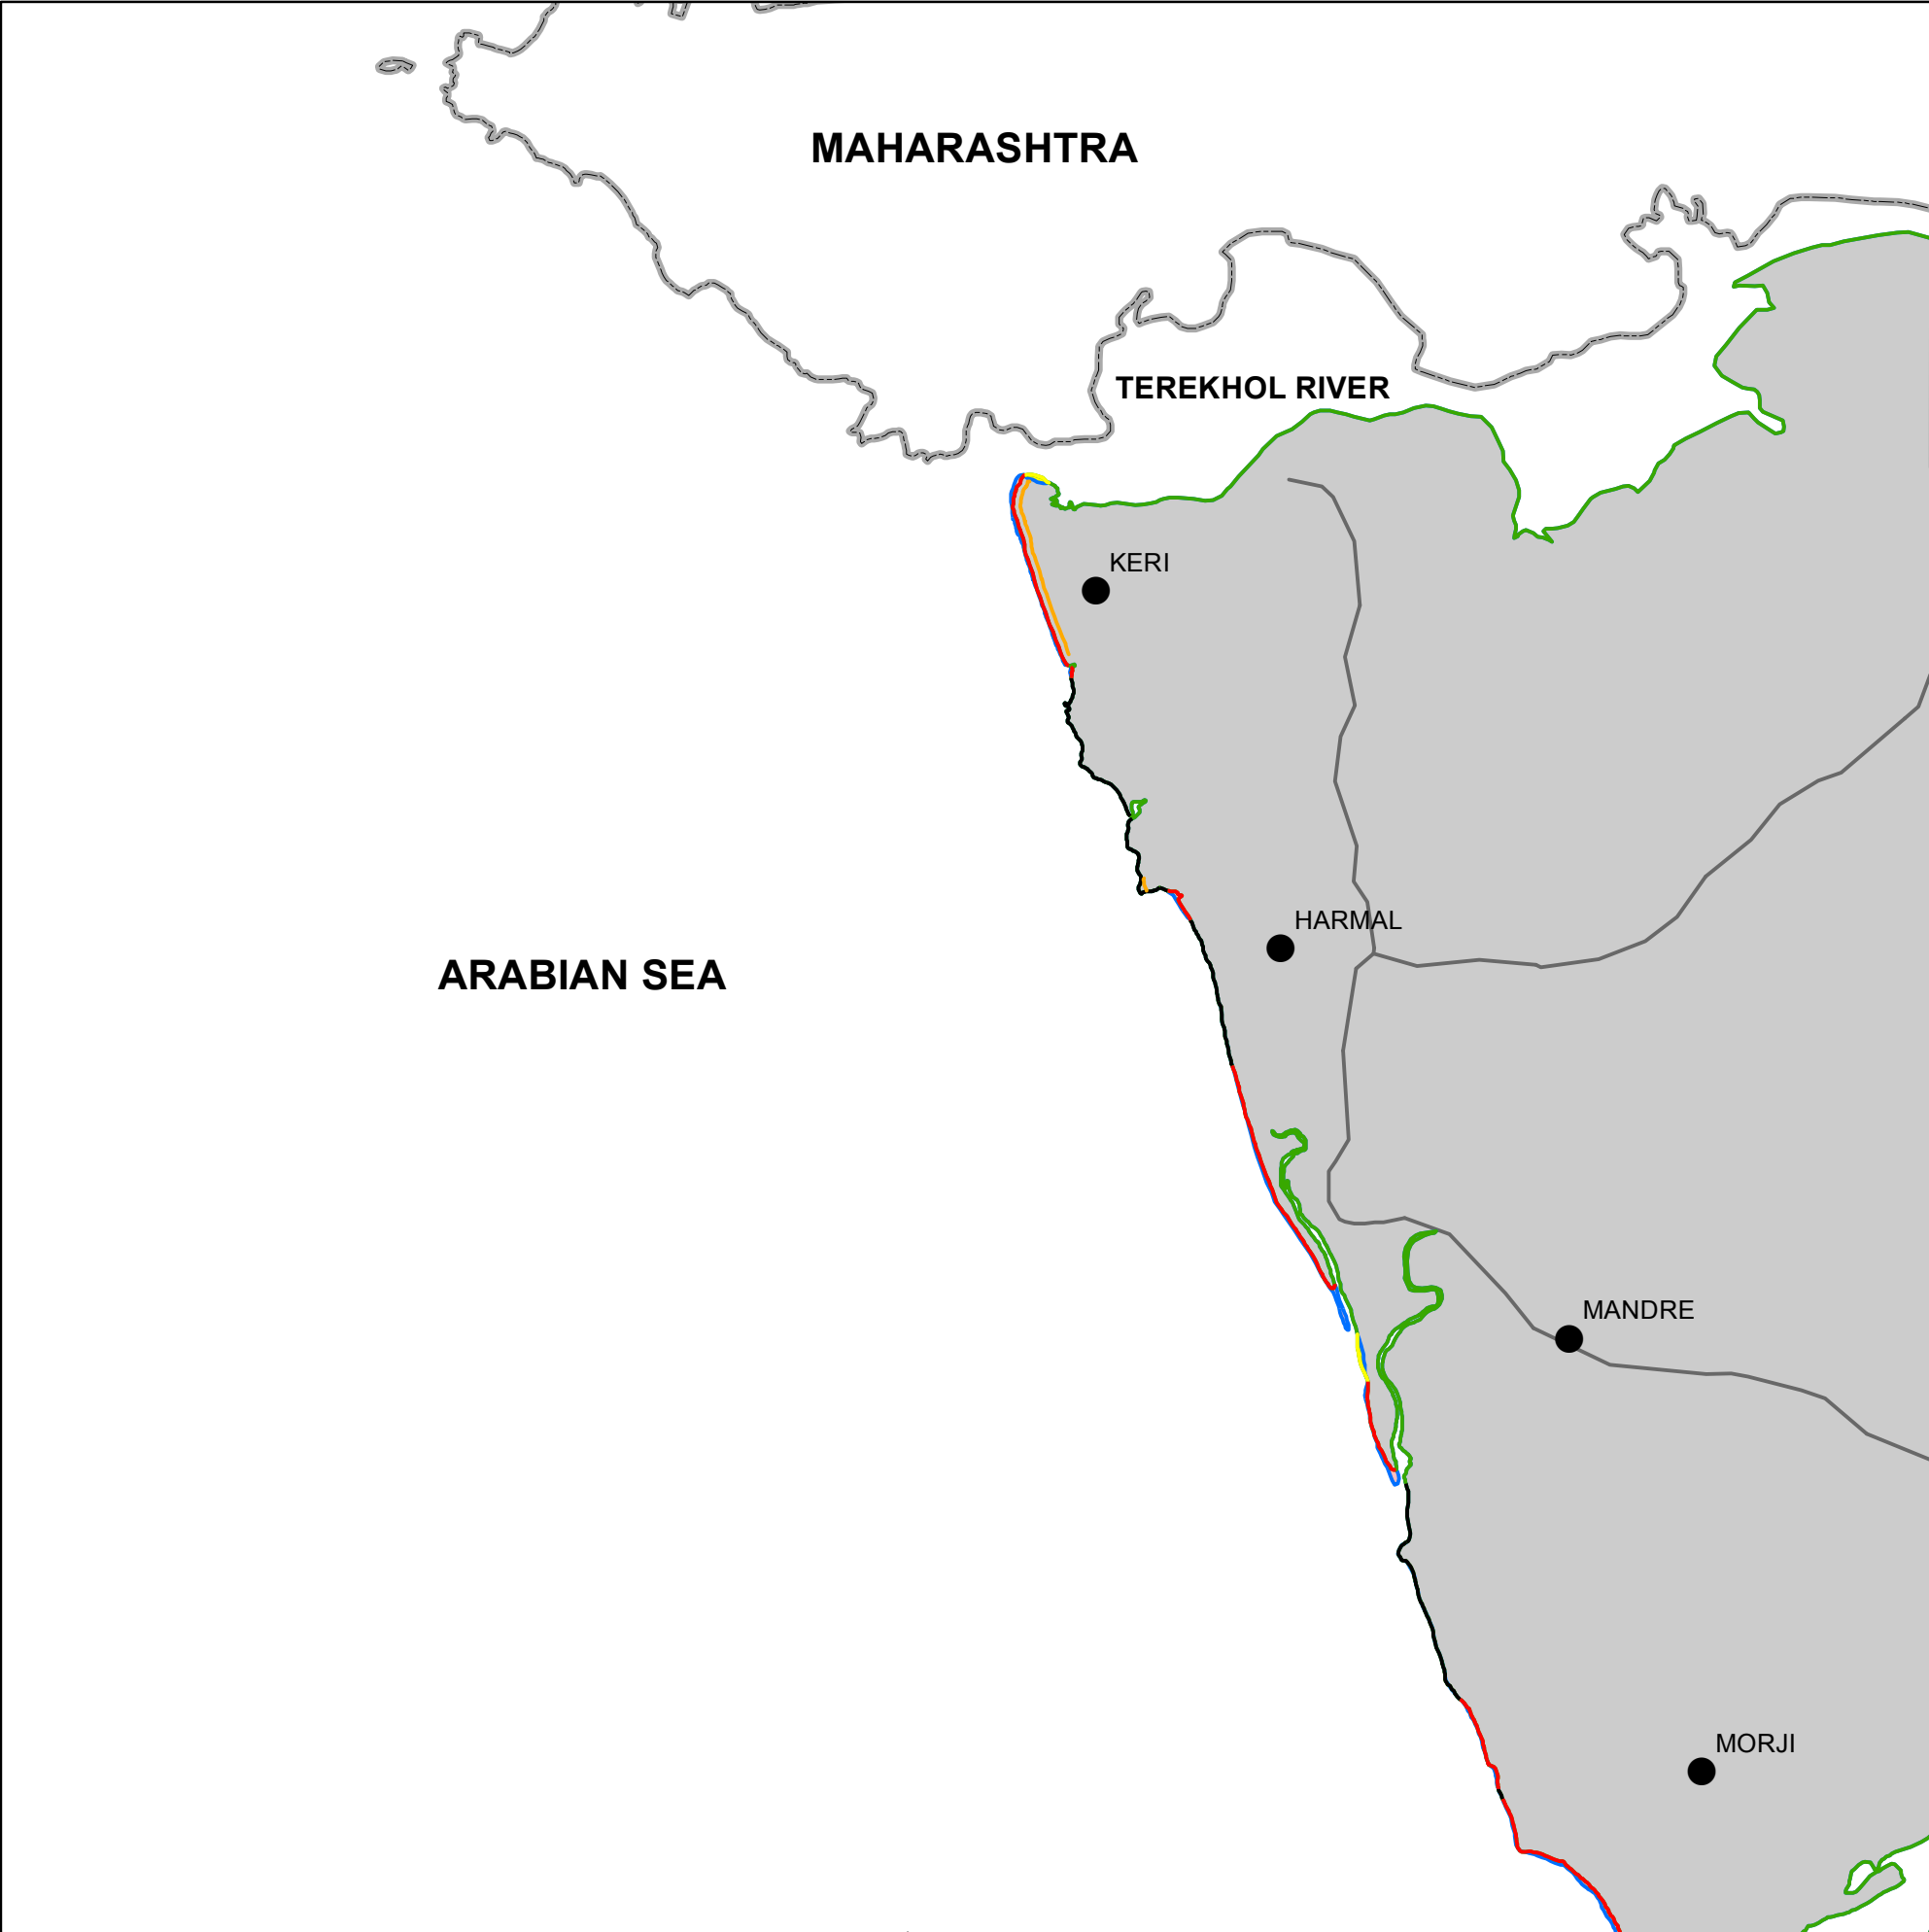 MAHARASHTRA
TEREKHOL RIVER
KERI
HARMAL
ARABIAN SEA
MANDRE
MORJI